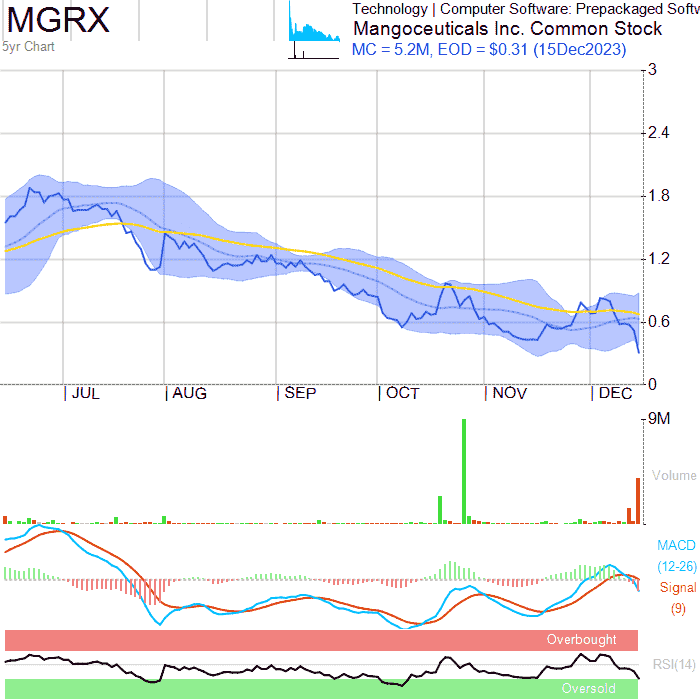 MGRX
5yr Chart
Technology | Computer Software: Prepackaged Softw
Mangoceuticals Inc. Common Stock
MC = 5.2M, EOD = $0.31 (15Dec2023)
3
2.4
1.8
1.2
0.6
0
JUL AUG SEP OCT NOV DEC
9M
Volume
MACD
(12-26)
Signal
(9)
Overbought
RSI(14)
Oversold